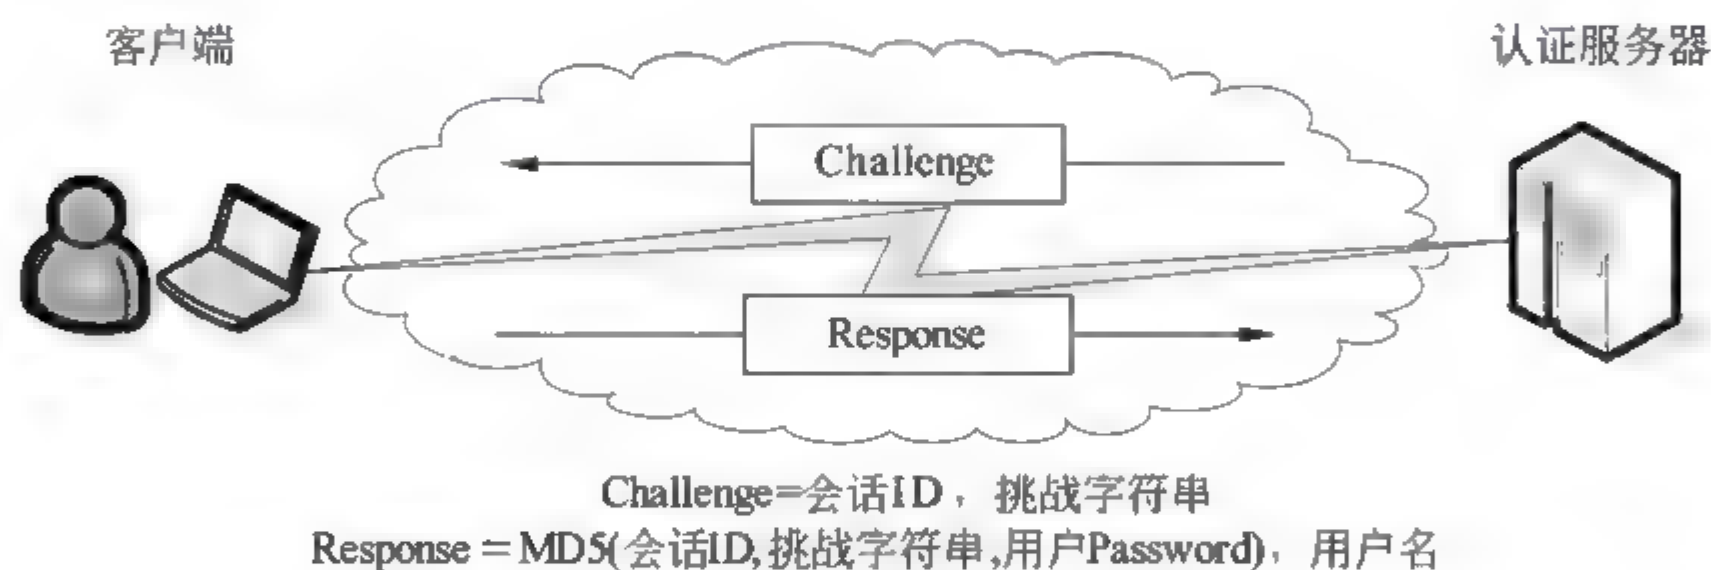 客户端
认证服务器
Challenge
Response
Challenge=会话ID，挑战字符串
Response=MD5(会话ID,挑战字符串,用户Password)，用户名